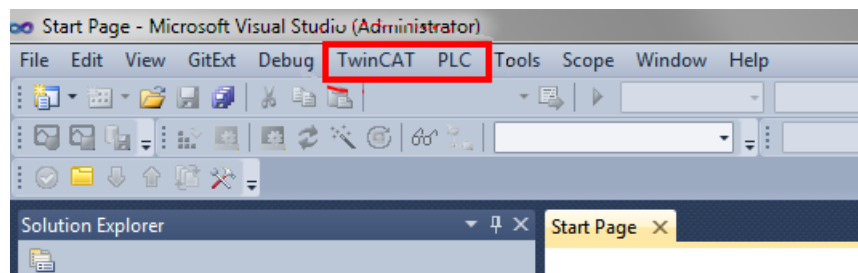 Start Page - Microsoft Visual Studio (Administrator)
File Edit View GitExt Debug TwinCAT PLC Tools Scope Window Help
Solution Explorer
Start Page